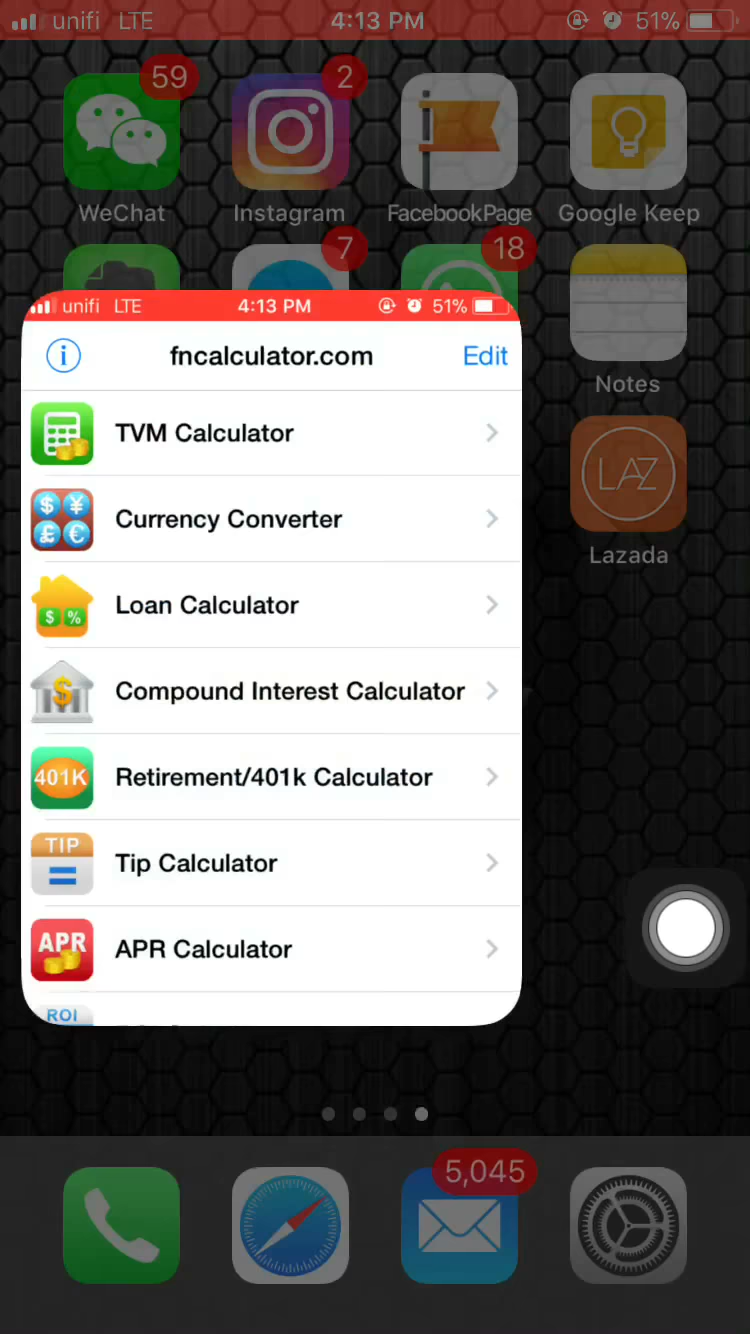 unifi LTE 4:13 PM 51%
59 2
WeChat Instagram FacebookPage Google Keep
7 18
unifi LTE 4:13 PM 51%
fncalculator.com Edit
Notes
TVM Calculator
LAZ
$ ¥ £ € Currency Converter
Lazada
$ % Loan Calculator
$ Compound Interest Calculator
401K Retirement/401k Calculator
TIP Tip Calculator
APR APR Calculator
ROI
5,045